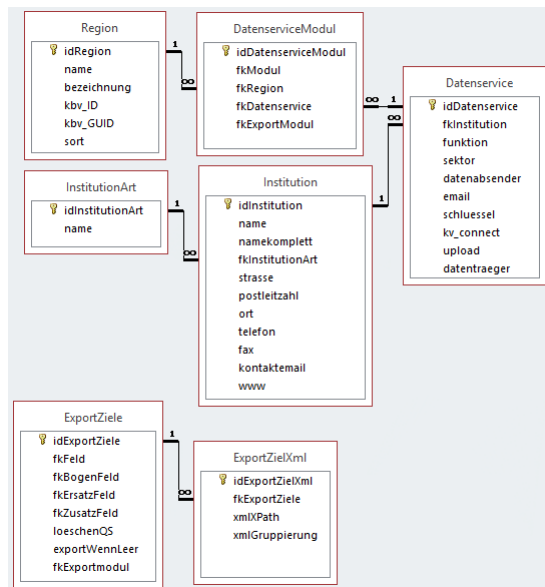 Region
idRegion
name
bezeichnung
kbv_ID
kbv_GUID
sort
1
∞
DatenserviceModul
idDatenserviceModul
fkModul
fkRegion
fkDatenservice
fkExportModul
∞
1
Datenservice
idDatenservice
fkInstitution
funktion
sektor
datenabsender
email
schluessel
kv_connect
upload
datentraeger
∞
1
InstitutionArt
idInstitutionArt
name
1
∞
Institution
idInstitution
name
namekomplett
fkInstitutionArt
strasse
postleitzahl
ort
telefon
fax
kontaktemail
www
ExportZiele
idExportZiele
fkFeld
fkBogenFeld
fkErsatzFeld
fkZusatzFeld
loeschenQS
exportWennLeer
fkExportmodul
1
∞
ExportZielXml
idExportZielXml
fkExportZiele
xmlXPath
xmlGruppierung